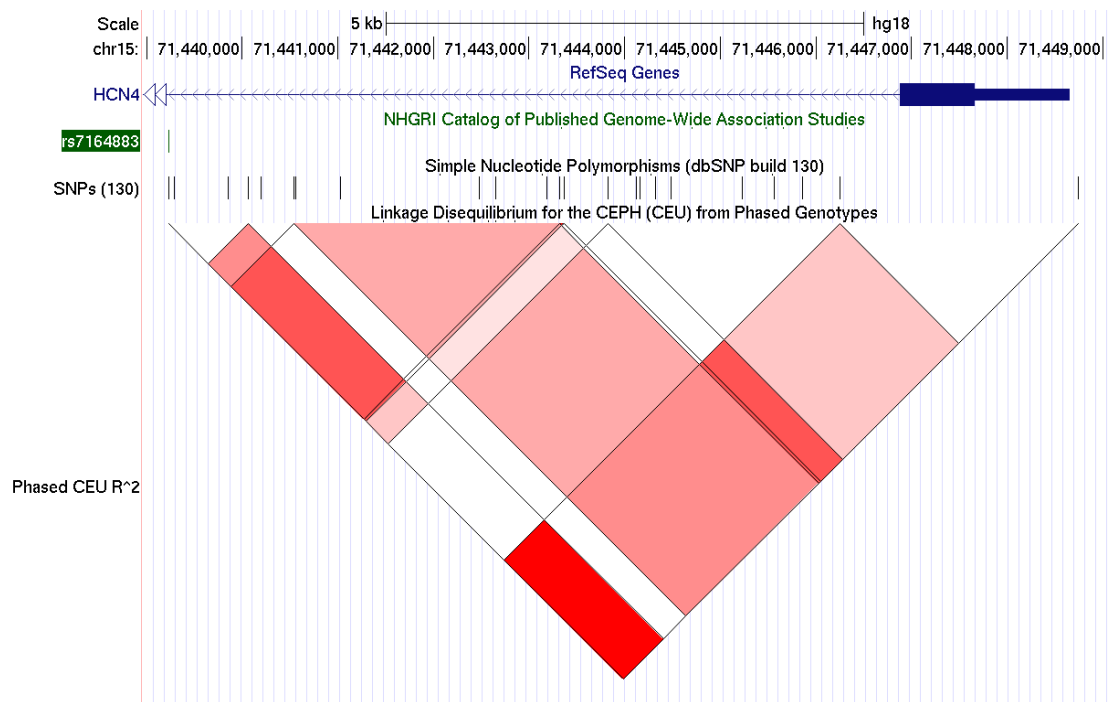 Scale 5 kb hg18
chr15: 71,440,000 71,441,000 71,442,000 71,443,000 71,444,000 71,445,000 71,446,000 71,447,000 71,448,000 71,449,000
RefSeq Genes
HCN4
NHGRI Catalog of Published Genome-Wide Association Studies
rs7164883
Simple Nucleotide Polymorphisms (dbSNP build 130)
SNPs (130)
Linkage Disequilibrium for the CEPH (CEU) from Phased Genotypes
Phased CEU R^2